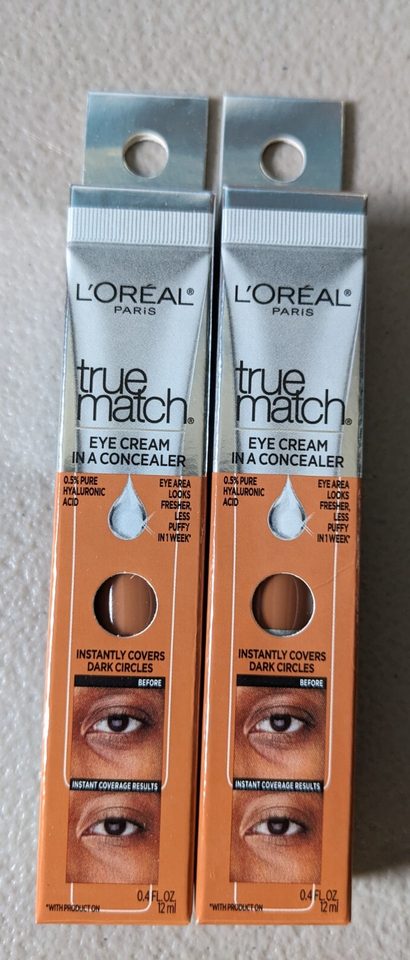 L'ORÉAL®
PARIS
true
match®
EYE CREAM
IN A CONCEALER
0.5% PURE
HYALURONIC
ACID
EYE AREA
LOOKS
FRESHER,
LESS
PUFFY
IN 1 WEEK*
INSTANTLY COVERS
DARK CIRCLES
BEFORE
INSTANT COVERAGE RESULTS
0.4 FL. OZ.
12 ml
*WITH PRODUCT ON
L'ORÉAL®
PARIS
true
match®
EYE CREAM
IN A CONCEALER
0.5% PURE
HYALURONIC
ACID
EYE AREA
LOOKS
FRESHER,
LESS
PUFFY
IN 1 WEEK*
INSTANTLY COVERS
DARK CIRCLES
BEFORE
INSTANT COVERAGE RESULTS
0.4 FL. OZ.
12 ml
*WITH PRODUCT ON